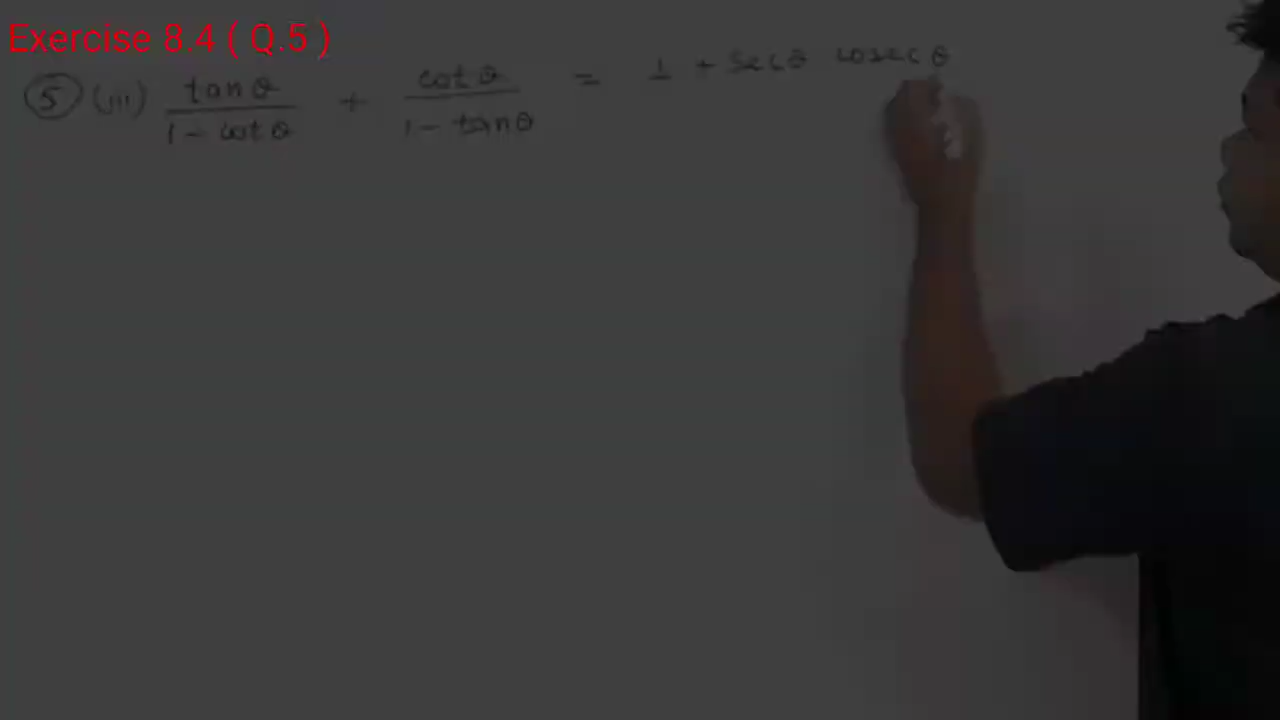 Exercise 8.4 ( Q.5 )
5 (iii) tanθ / 1 - cotθ + cotθ / 1 - tanθ = 1 + secθ cosecθ